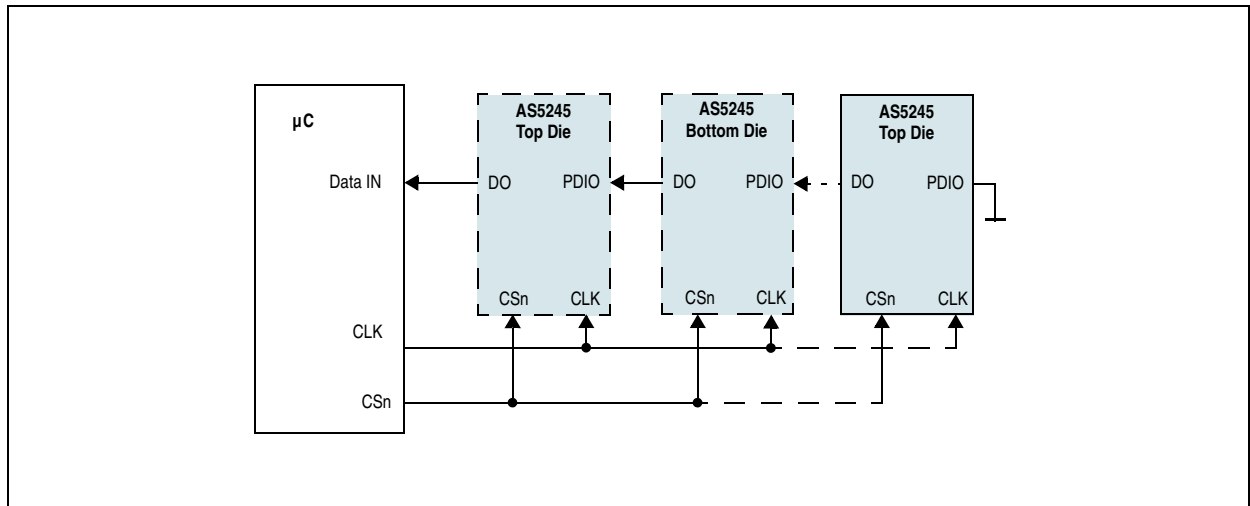 µC
Data IN
CLK
CSn
AS5245
Top Die
DO PDIO
CSn CLK
AS5245
Bottom Die
DO PDIO
CSn CLK
AS5245
Top Die
DO PDIO
CSn CLK